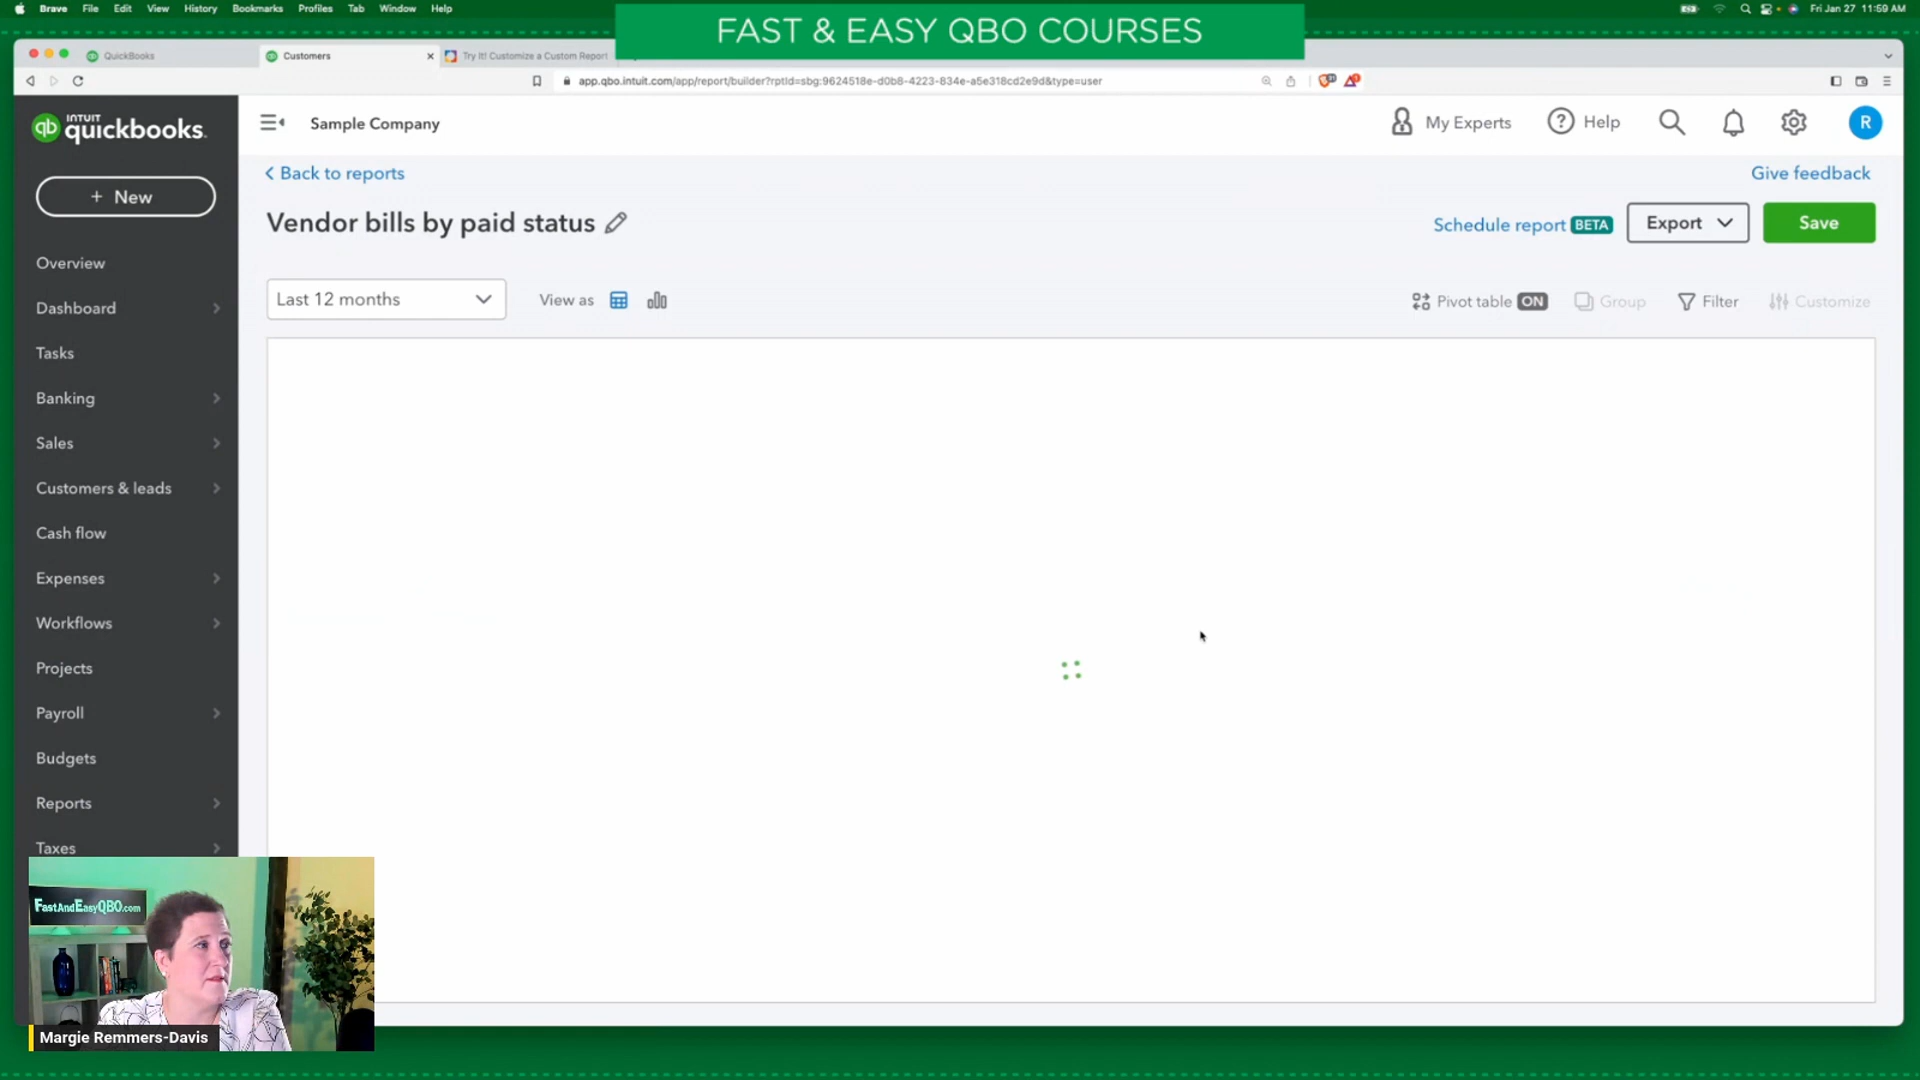 Brave File Edit View History Bookmarks Profiles Tab Window Help
Fri Jan 27 11:59 AM
FAST & EASY QBO COURSES
QuickBooks
Customers
Try It! Customize a Custom Report
app.qbo.intuit.com/app/report/builder?rptId=sbg:9624518e-d0b8-4223-834e-a5e318cd2e9d&type=user
INTUIT
quickbooks.
Sample Company
My Experts
Help
R
+ New
Back to reports
Give feedback
Vendor bills by paid status
Schedule report BETA
Export
Save
Last 12 months
View as
Pivot table ON
Group
Filter
Customize
Overview
Dashboard
Tasks
Banking
Sales
Customers & leads
Cash flow
Expenses
Workflows
Projects
Payroll
Budgets
Reports
Taxes
FastAndEasyQBO.com
Margie Remmers-Davis